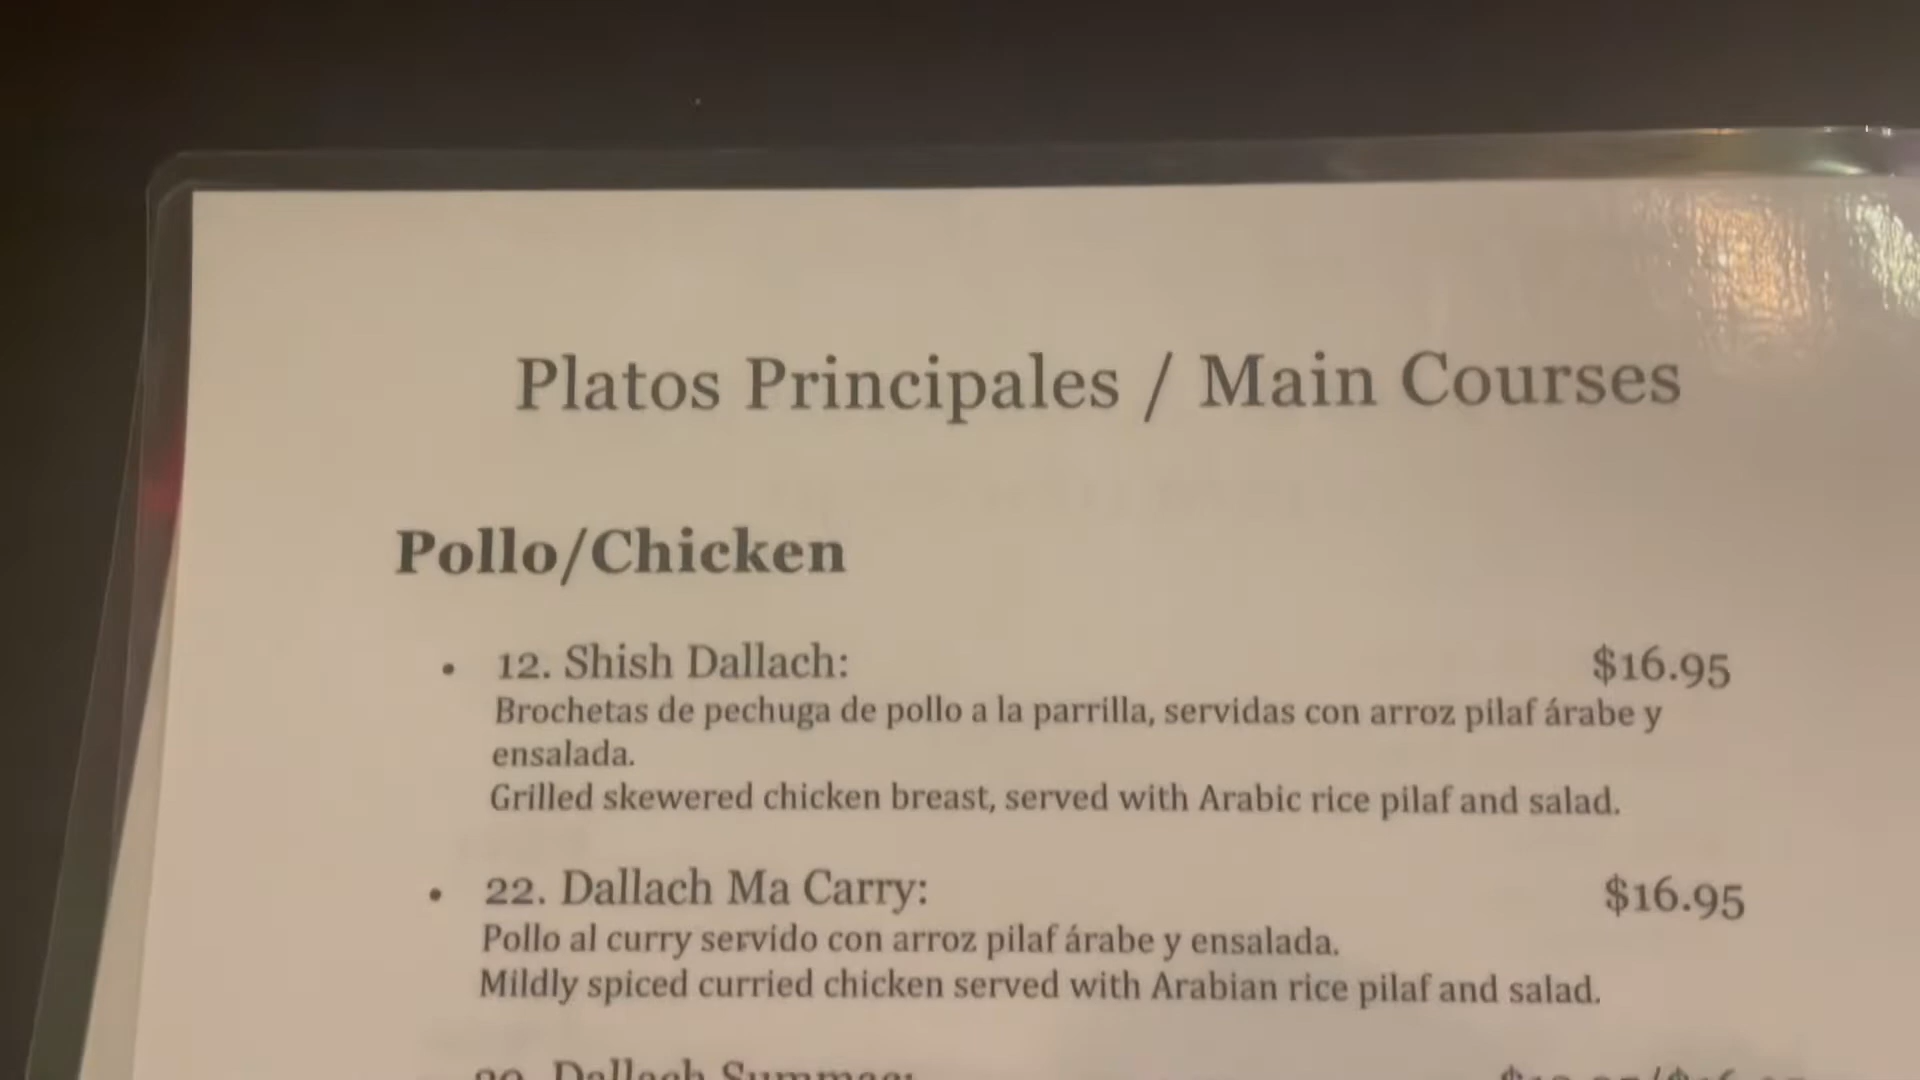 Platos Principales / Main Courses
Pollo/Chicken
• 12. Shish Dallach: $16.95
Brochetas de pechuga de pollo a la parrilla, servidas con arroz pilaf árabe y
ensalada.
Grilled skewered chicken breast, served with Arabic rice pilaf and salad.
• 22. Dallach Ma Carry: $16.95
Pollo al curry servido con arroz pilaf árabe y ensalada.
Mildly spiced curried chicken served with Arabian rice pilaf and salad.
Dallach Summac: